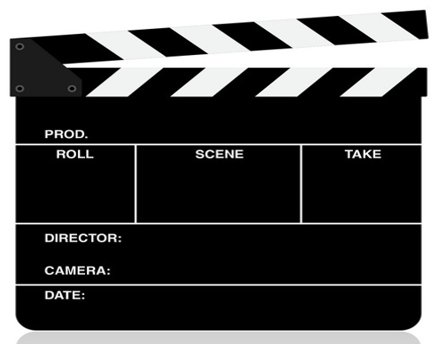 PROD.
ROLL SCENE TAKE
DIRECTOR:
CAMERA:
DATE: